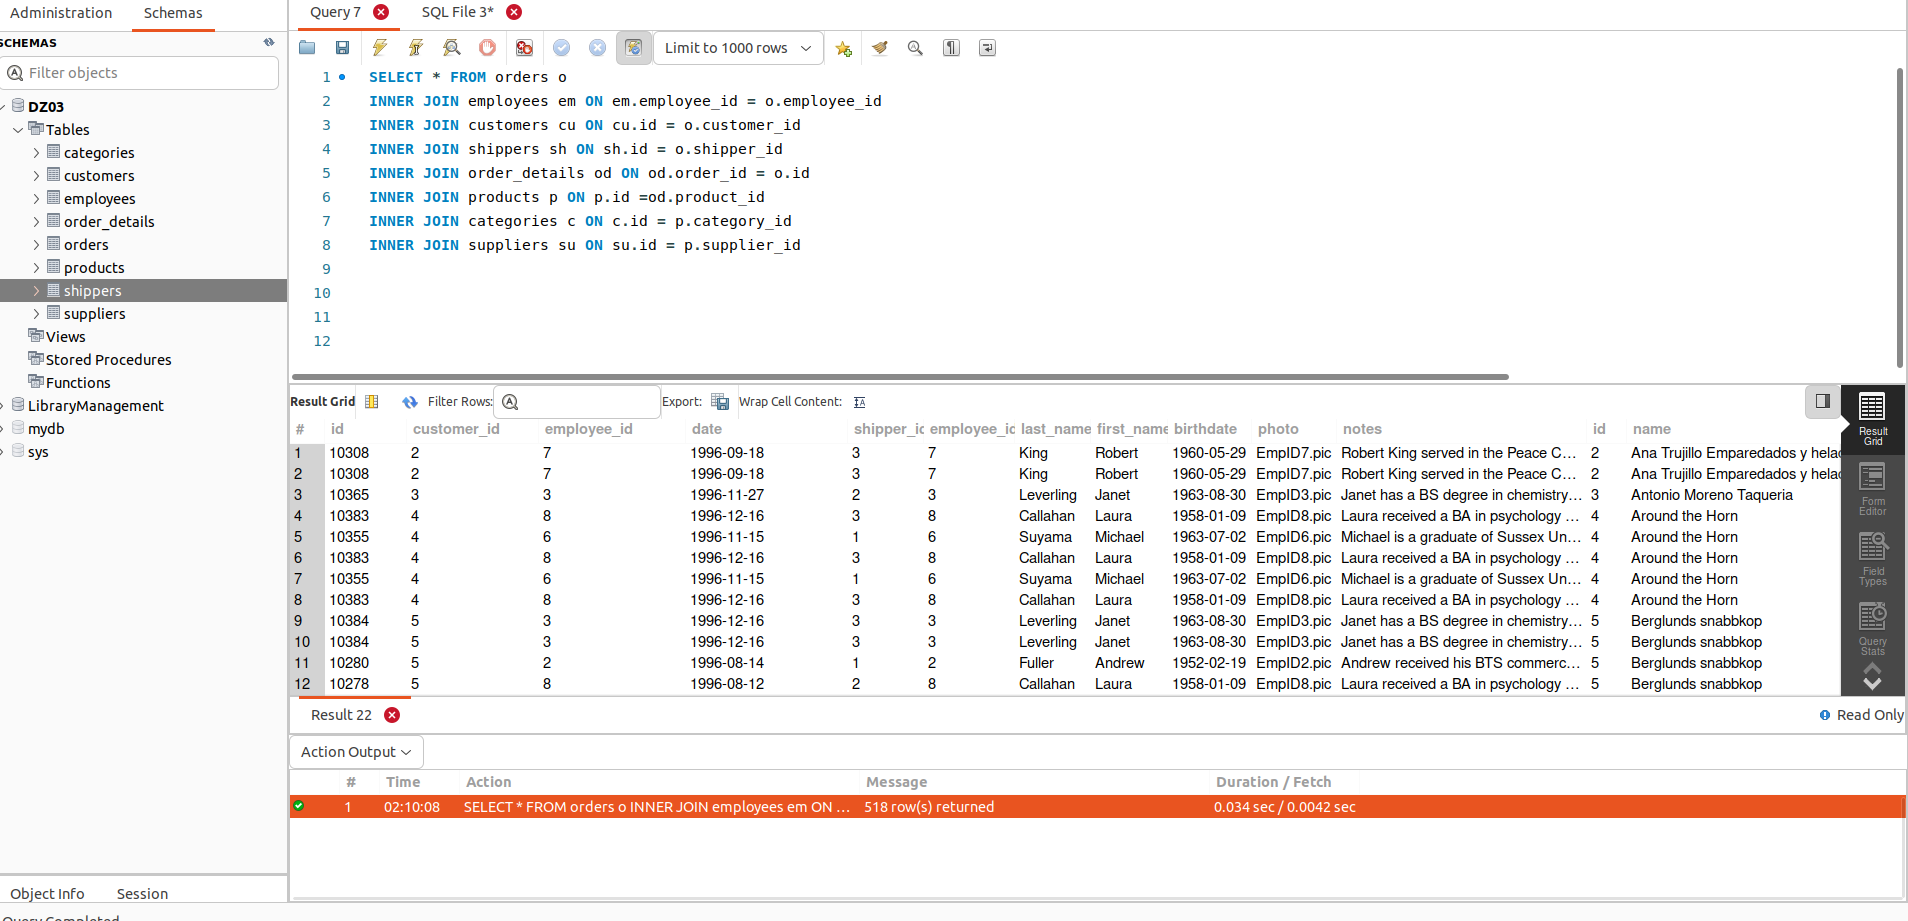 Administration Schemas
SCHEMAS
Filter objects
DZ03
Tables
categories
customers
employees
order_details
orders
products
shippers
suppliers
Views
Stored Procedures
Functions
LibraryManagement
mydb
sys
Object Info Session
Query Completed
Query 7 SQL File 3*
Limit to 1000 rows
1 SELECT * FROM orders o
2 INNER JOIN employees em ON em.employee_id = o.employee_id
3 INNER JOIN customers cu ON cu.id = o.customer_id
4 INNER JOIN shippers sh ON sh.id = o.shipper_id
5 INNER JOIN order_details od ON od.order_id = o.id
6 INNER JOIN products p ON p.id =od.product_id
7 INNER JOIN categories c ON c.id = p.category_id
8 INNER JOIN suppliers su ON su.id = p.supplier_id
9
10
11
12
Result Grid Filter Rows: Export: Wrap Cell Content:
# id customer_id employee_id date shipper_id employee_id last_name first_name birthdate photo notes id name
1 10308 2 7 1996-09-18 3 7 King Robert 1960-05-29 EmpID7.pic Robert King served in the Peace C... 2 Ana Trujillo Emparedados y helad
2 10308 2 7 1996-09-18 3 7 King Robert 1960-05-29 EmpID7.pic Robert King served in the Peace C... 2 Ana Trujillo Emparedados y helad
3 10365 3 3 1996-11-27 2 3 Leverling Janet 1963-08-30 EmpID3.pic Janet has a BS degree in chemistry... 3 Antonio Moreno Taqueria
4 10383 4 8 1996-12-16 3 8 Callahan Laura 1958-01-09 EmpID8.pic Laura received a BA in psychology ... 4 Around the Horn
5 10355 4 6 1996-11-15 1 6 Suyama Michael 1963-07-02 EmpID6.pic Michael is a graduate of Sussex Un... 4 Around the Horn
6 10383 4 8 1996-12-16 3 8 Callahan Laura 1958-01-09 EmpID8.pic Laura received a BA in psychology ... 4 Around the Horn
7 10355 4 6 1996-11-15 1 6 Suyama Michael 1963-07-02 EmpID6.pic Michael is a graduate of Sussex Un... 4 Around the Horn
8 10383 4 8 1996-12-16 3 8 Callahan Laura 1958-01-09 EmpID8.pic Laura received a BA in psychology ... 4 Around the Horn
9 10384 5 3 1996-12-16 3 3 Leverling Janet 1963-08-30 EmpID3.pic Janet has a BS degree in chemistry... 5 Berglunds snabbkop
10 10384 5 3 1996-12-16 3 3 Leverling Janet 1963-08-30 EmpID3.pic Janet has a BS degree in chemistry... 5 Berglunds snabbkop
11 10280 5 2 1996-08-14 1 2 Fuller Andrew 1952-02-19 EmpID2.pic Andrew received his BTS commerc... 5 Berglunds snabbkop
12 10278 5 8 1996-08-12 2 8 Callahan Laura 1958-01-09 EmpID8.pic Laura received a BA in psychology ... 5 Berglunds snabbkop
Result
Grid
Form
Editor
Field
Types
Query
Stats
Result 22 Read Only
Action Output
# Time Action Message Duration / Fetch
1 02:10:08 SELECT * FROM orders o INNER JOIN employees em ON ... 518 row(s) returned 0.034 sec / 0.0042 sec